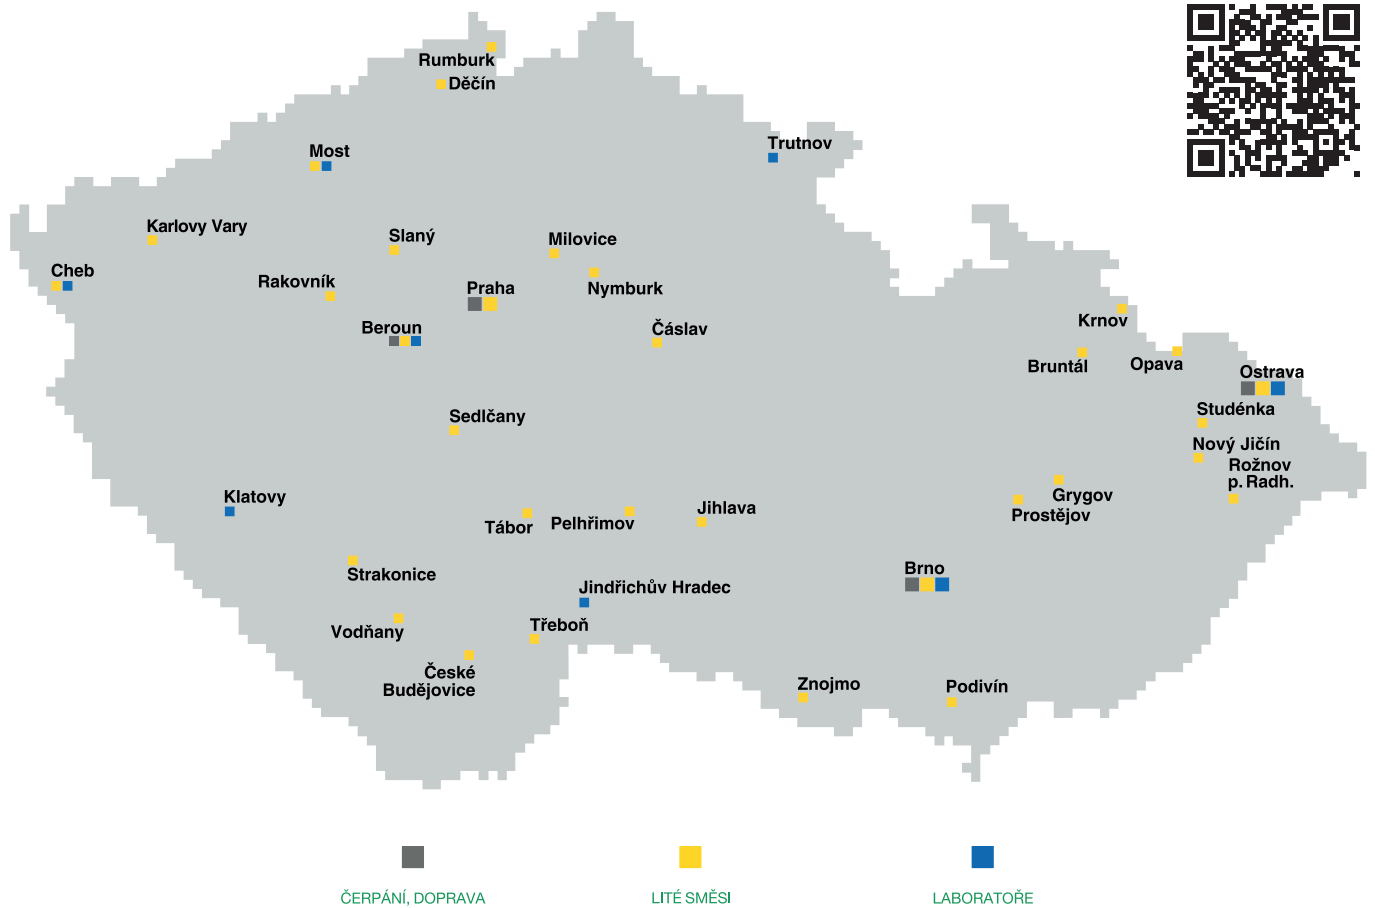 Rumburk
Děčín
Most
Trutnov
Karlovy Vary
Slaný
Milovice
Cheb
Rakovník
Praha
Nymburk
Beroun
Čáslav
Krnov
Bruntál
Opava
Ostrava
Studénka
Sedlčany
Nový Jičín
Rožnov
p. Radh.
Klatovy
Grygov
Prostějov
Tábor
Pelhřimov
Jihlava
Strakonice
Brno
Jindřichův Hradec
Vodňany
Třeboň
České
Budějovice
Znojmo
Podivín
ČERPÁNÍ, DOPRAVA
LITÉ SMĚSI
LABORATOŘE